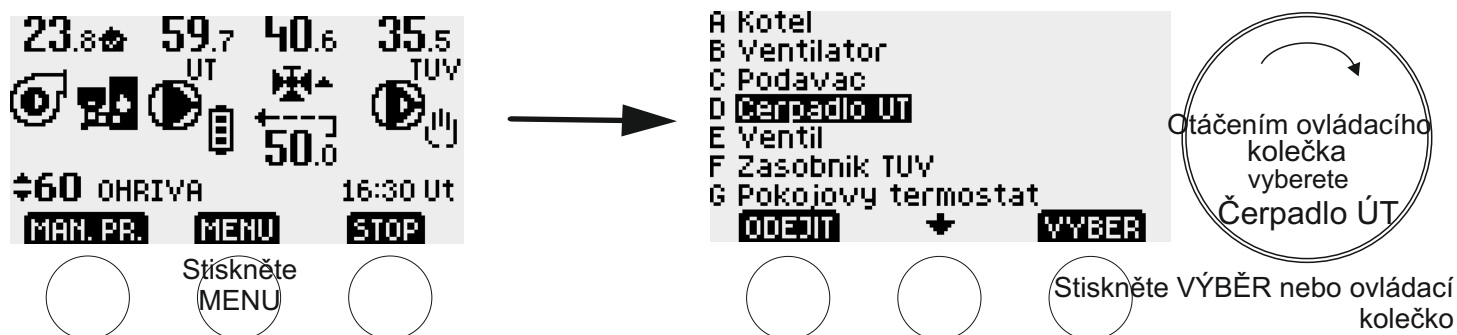 23.8 59.7 40.6 35.5
UT TUV
50.0
60 OHRIVA 16:30 Ut
MAN. PR. MENU STOP
Stiskněte
MENU
A Kotel
B Ventilator
C Podavac
D Cerpadlo UT
E Ventil
F Zasobnik TUV
G Pokojovy termostat
ODEJIT VYBER
Otáčením ovládacího
kolečka
vyberete
Čerpadlo ÚT
Stiskněte VÝBĚR nebo ovládací
kolečko